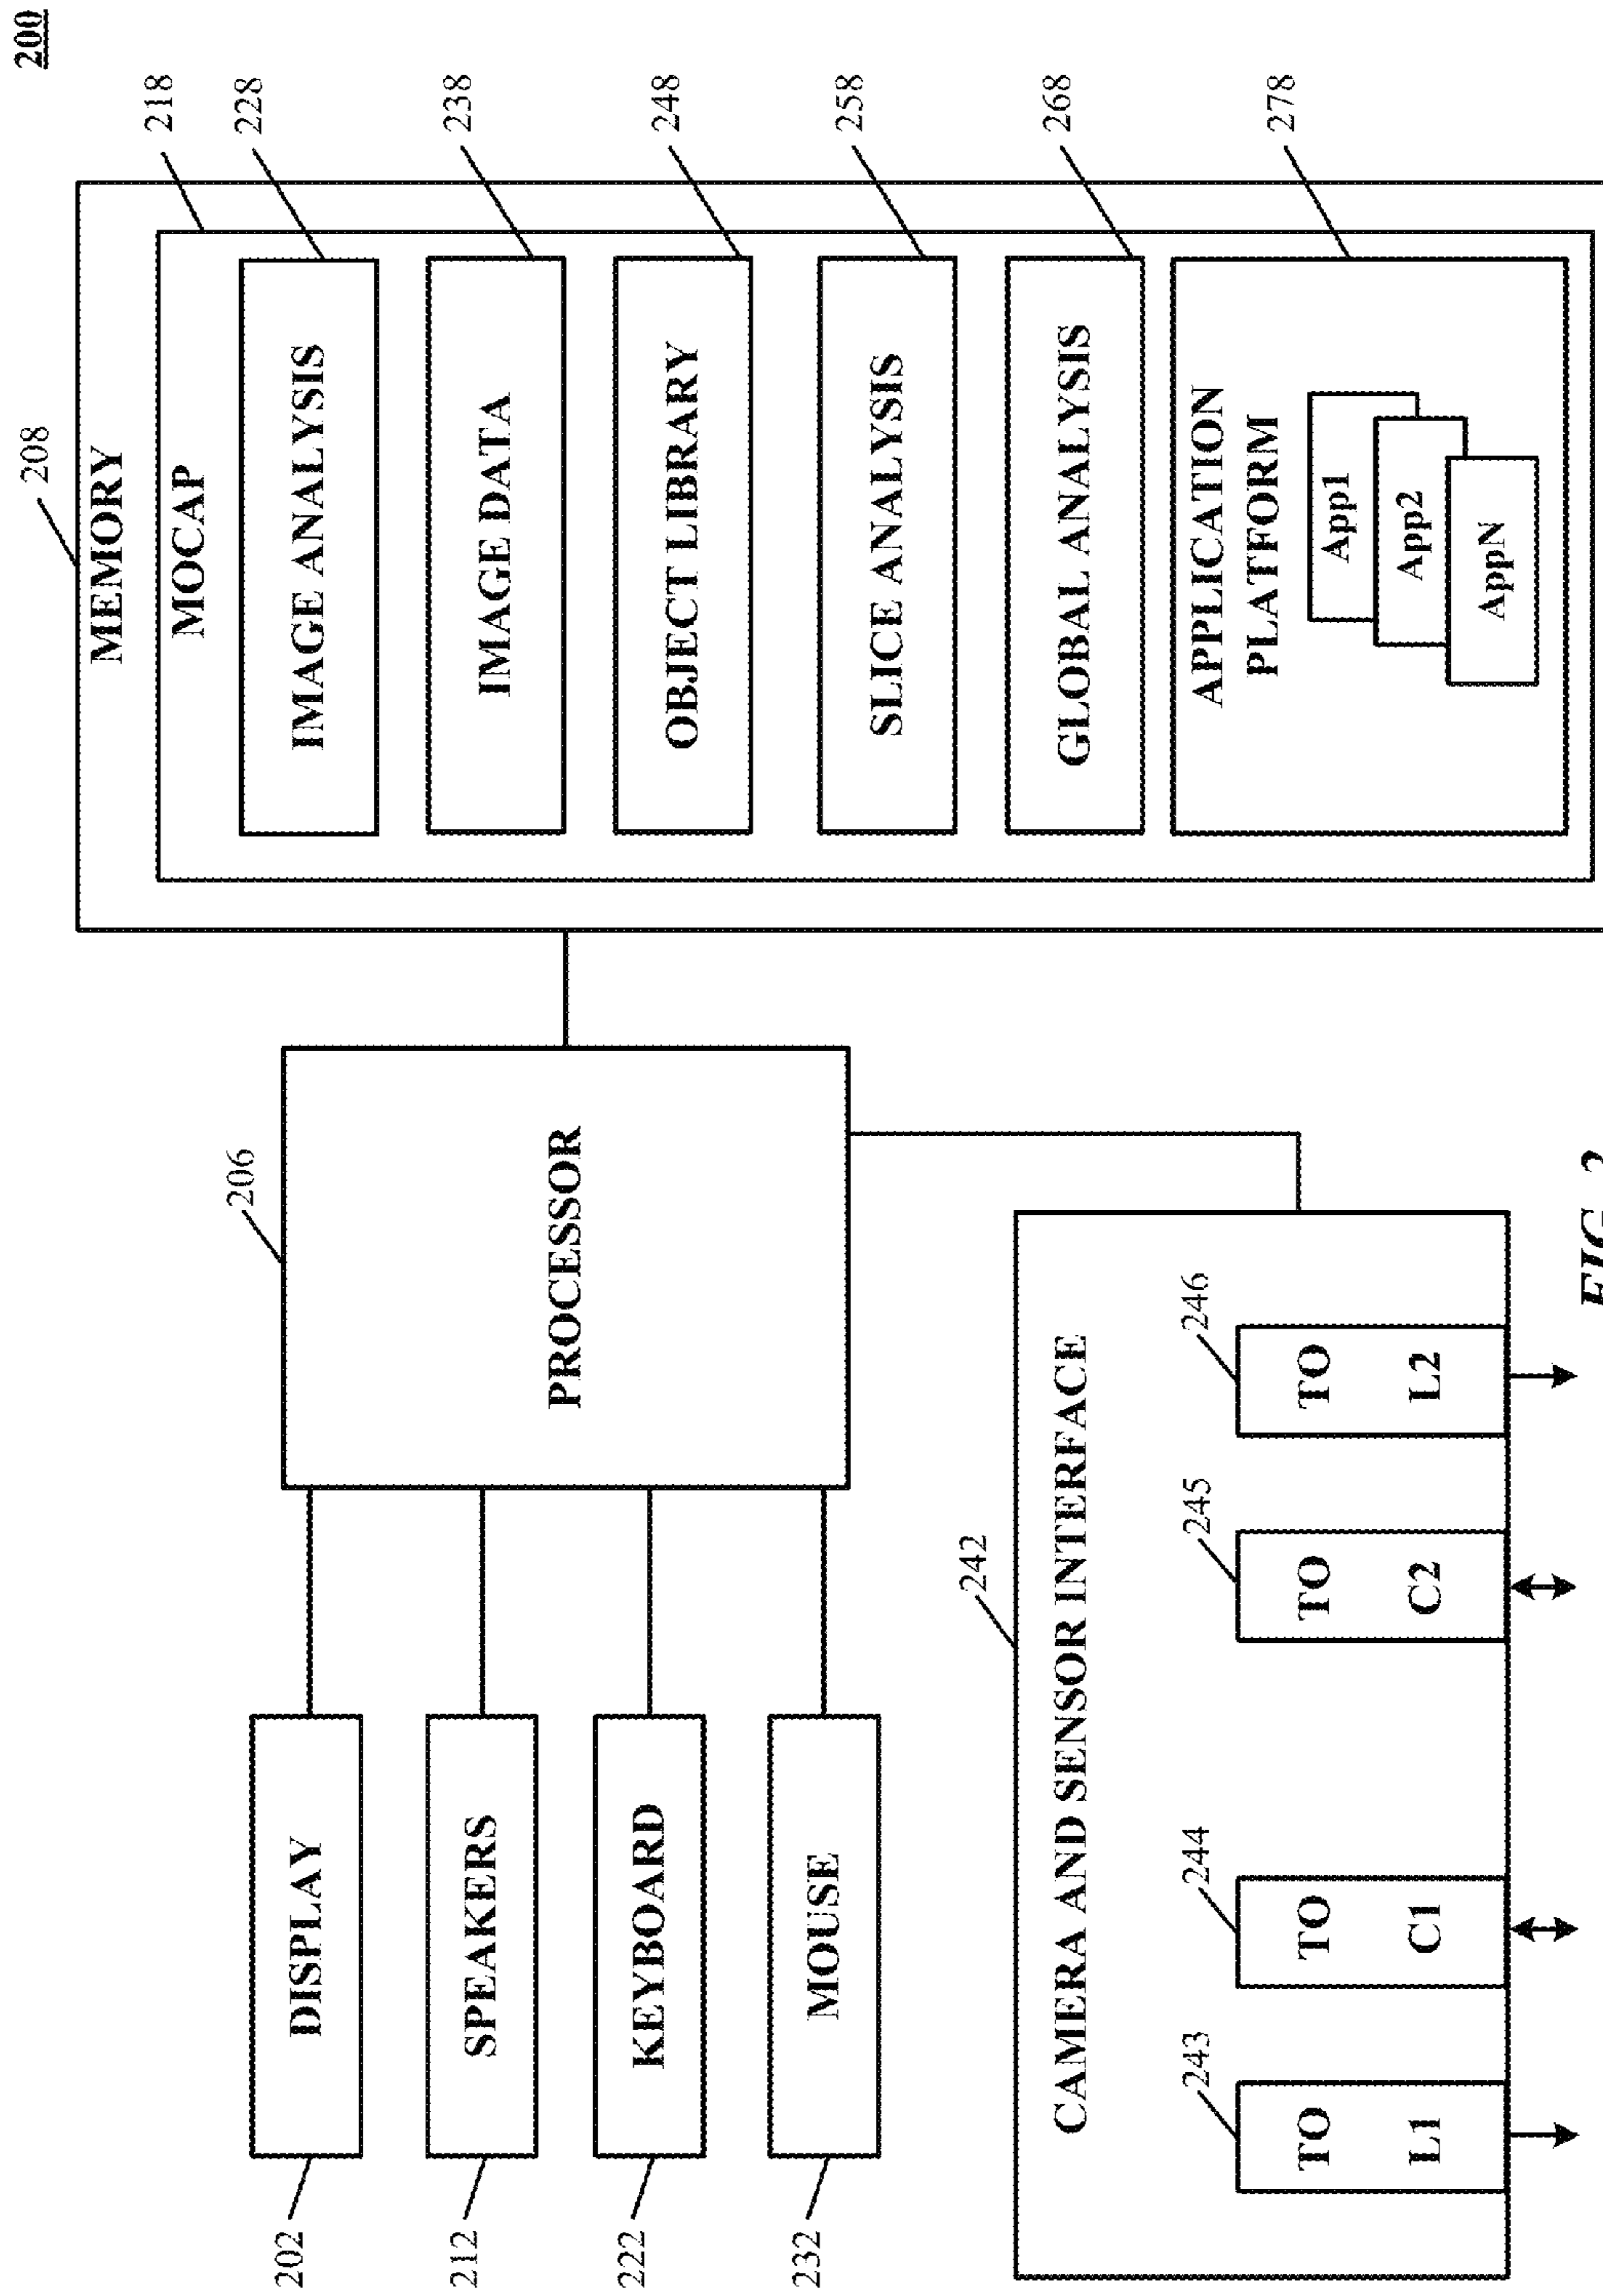 200
208
MEMORY
218
MOCAP
228
IMAGE ANALYSIS
238
IMAGE DATA
248
OBJECT LIBRARY
258
SLICE ANALYSIS
268
GLOBAL ANALYSIS
278
APPLICATION
PLATFORM
App1
App2
AppN
206
PROCESSOR
202
DISPLAY
212
SPEAKERS
222
KEYBOARD
232
MOUSE
242
CAMERA AND SENSOR INTERFACE
243
TO
L1
244
TO
C1
245
TO
C2
246
TO
L2
FIG. 2